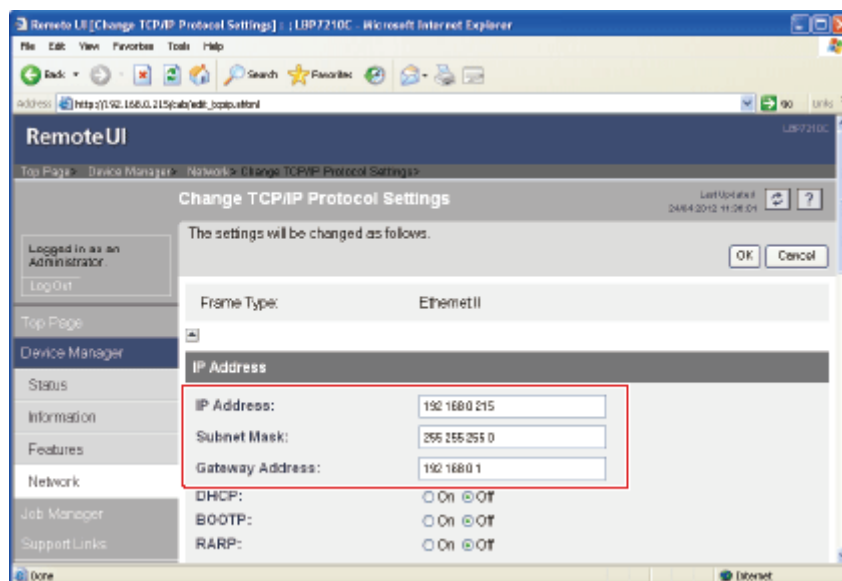 Remote UI [Change TCP/IP Protocol Settings] : ; LBP7210C - Microsoft Internet Explorer
File Edit View Favorites Tools Help
Back Search Favorites
Address http://192.168.0.215/cab/edit_tcpip.shtml Go Links
Remote UI
LBP7210C
Top Page> Device Manager> Network> Change TCP/IP Protocol Settings>
Change TCP/IP Protocol Settings
Last Updated
24/04/2012 11:36:01
?
The settings will be changed as follows.
OK Cancel
Logged in as an
Administrator.
Log Out
Frame Type: Ethernet II
Top Page
Device Manager
IP Address
Status
IP Address: 192.168.0.215
Information
Subnet Mask: 255.255.255.0
Features
Gateway Address: 192.168.0.1
Network
DHCP: On Off
Job Manager
BOOTP: On Off
Support Links
RARP: On Off
Done Internet